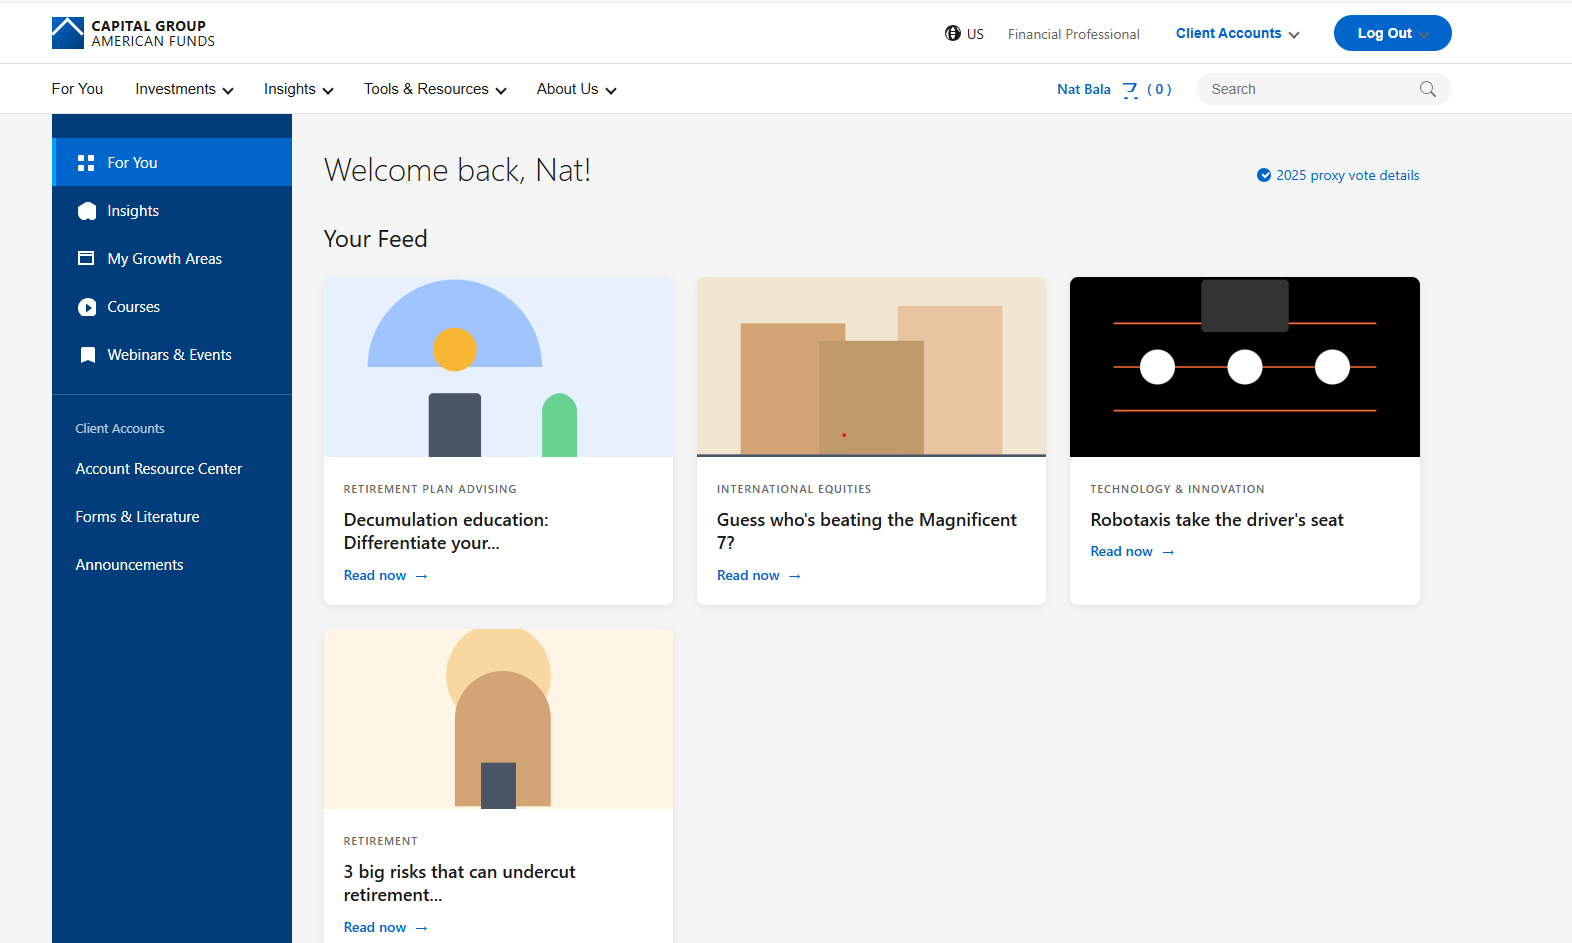 CAPITAL GROUP
AMERICAN FUNDS
US
Financial Professional
Client Accounts
Log Out
For You
Investments
Insights
Tools & Resources
About Us
Nat Bala
( 0 )
Search
For You
Insights
My Growth Areas
Courses
Webinars & Events
Client Accounts
Account Resource Center
Forms & Literature
Announcements
Welcome back, Nat!
2025 proxy vote details
Your Feed
RETIREMENT PLAN ADVISING
Decumulation education:
Differentiate your...
Read now →
INTERNATIONAL EQUITIES
Guess who's beating the Magnificent
7?
Read now →
TECHNOLOGY & INNOVATION
Robotaxis take the driver's seat
Read now →
RETIREMENT
3 big risks that can undercut
retirement...
Read now →